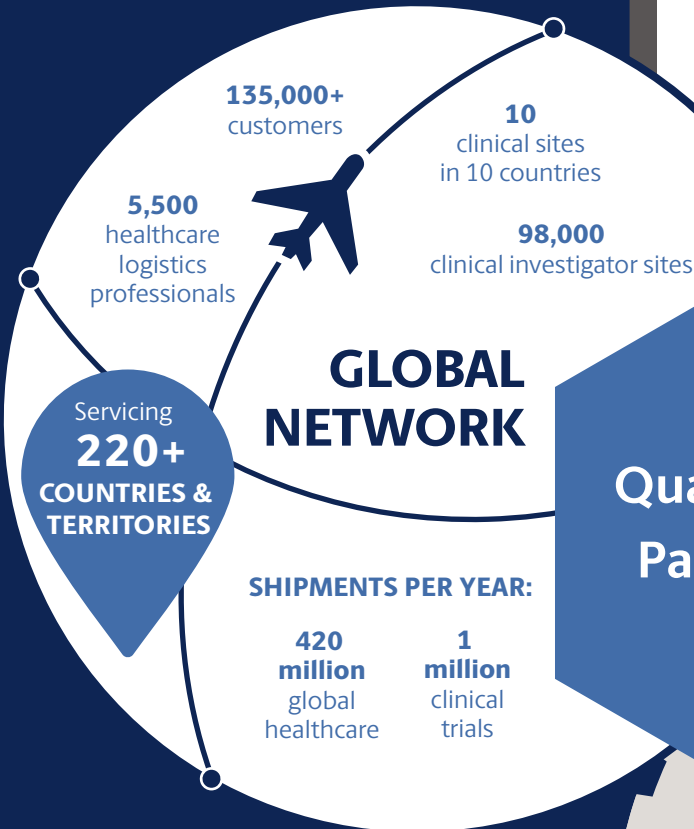 135,000+
customers
10
clinical sites
in 10 countries
5,500
healthcare
logistics
professionals
98,000
clinical investigator sites
GLOBAL
NETWORK
Servicing
220+
COUNTRIES &
TERRITORIES
SHIPMENTS PER YEAR:
420
million
global
healthcare
1
million
clinical
trials